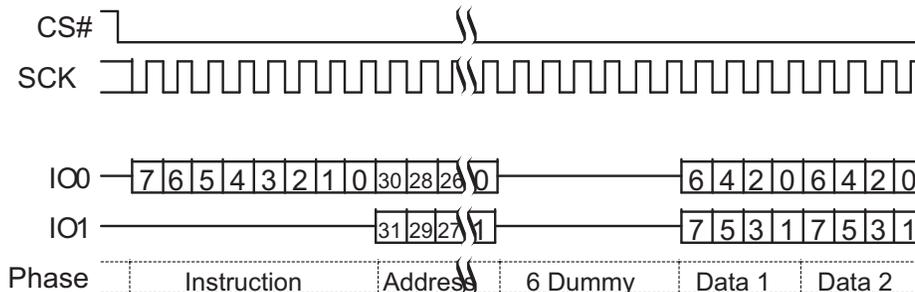 CS#
SCK
IO0 7 6 5 4 3 2 1 0 30 28 26 0 6 4 2 0 6 4 2 0
IO1 31 29 27 1 7 5 3 1 7 5 3 1
Phase Instruction Address 6 Dummy Data 1 Data 2